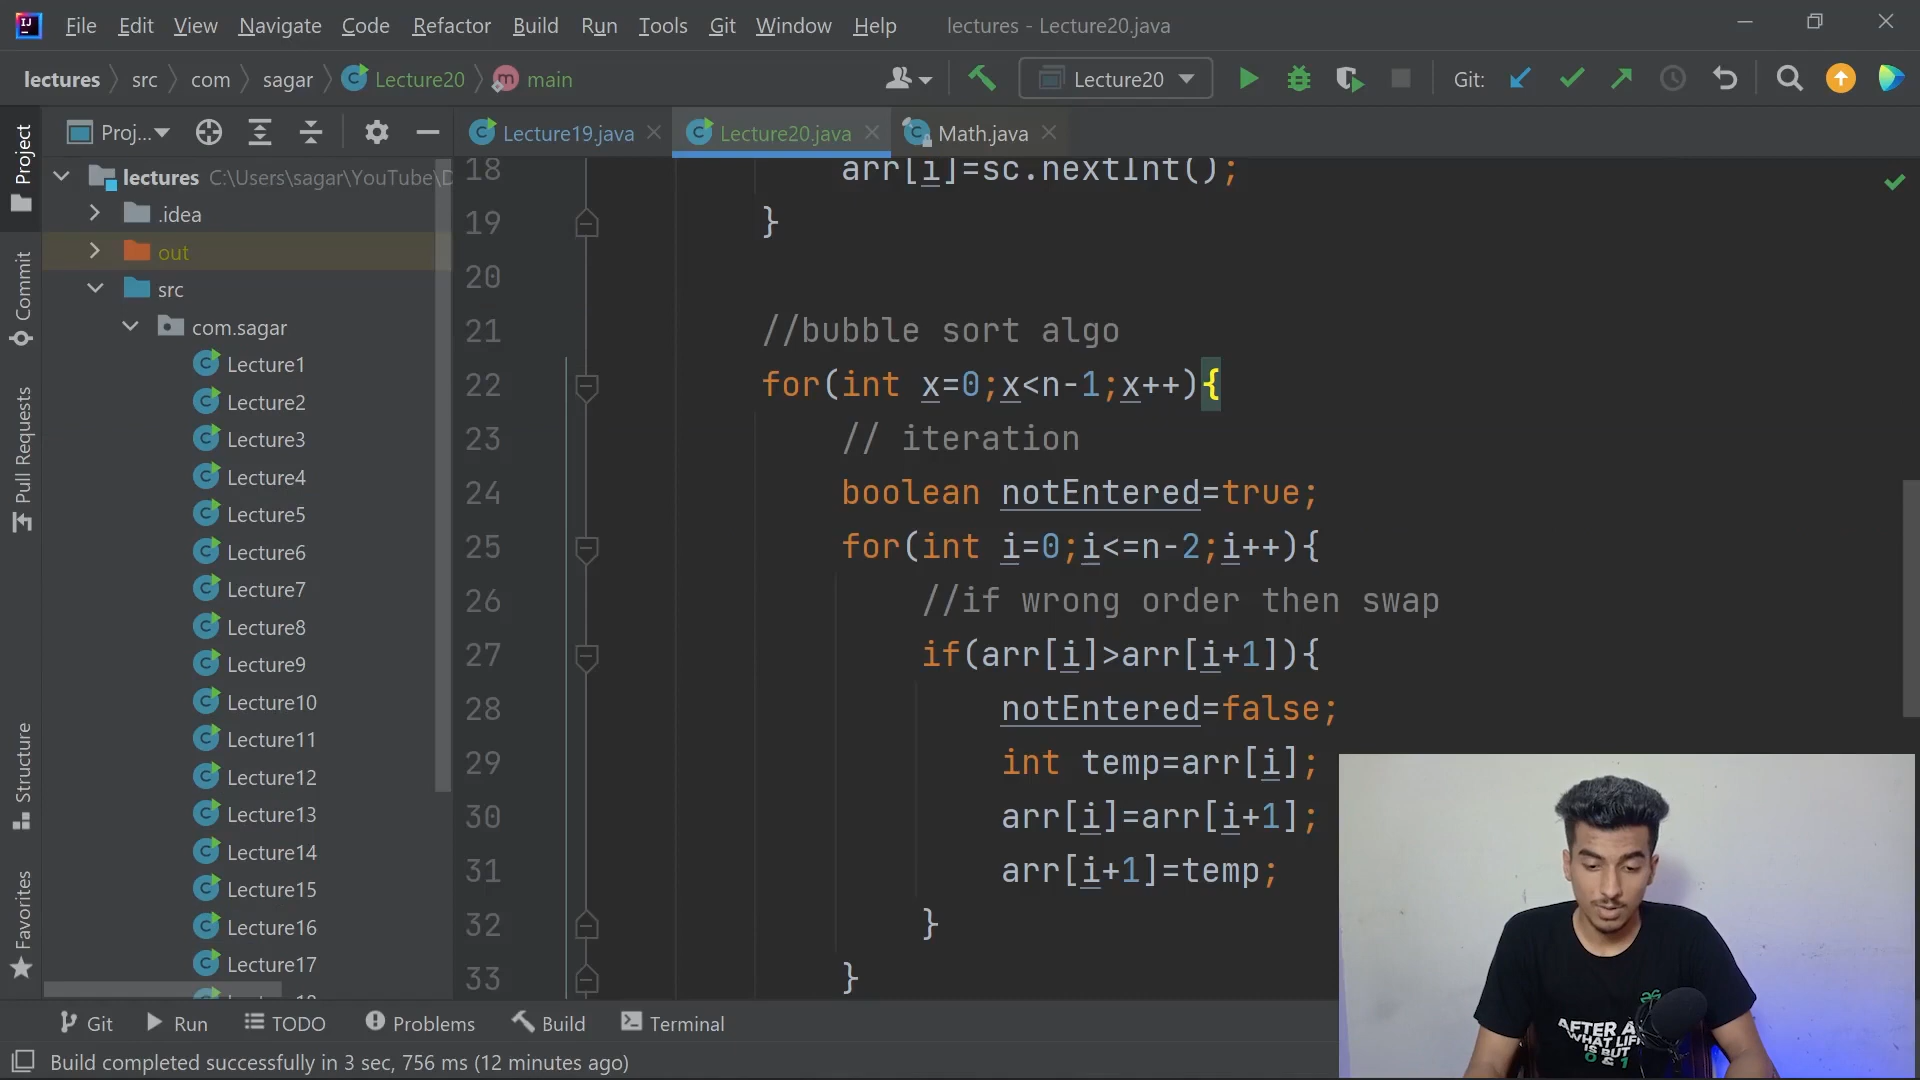 File Edit View Navigate Code Refactor Build Run Tools Git Window Help lectures - Lecture20.java
lectures src com sagar Lecture20 main Lecture20 Git:
Proj... Lecture19.java Lecture20.java Math.java
lectures C:\Users\sagar\YouTube\D
.idea
out
src
com.sagar
Lecture1
Lecture2
Lecture3
Lecture4
Lecture5
Lecture6
Lecture7
Lecture8
Lecture9
Lecture10
Lecture11
Lecture12
Lecture13
Lecture14
Lecture15
Lecture16
Lecture17
Project
Commit
Pull Requests
Structure
Favorites
18 arr[i]=sc.nextInt();
19 }
20
21 //bubble sort algo
22 for(int x=0;x<n-1;x++){
23 // iteration
24 boolean notEntered=true;
25 for(int i=0;i<=n-2;i++){
26 //if wrong order then swap
27 if(arr[i]>arr[i+1]){
28 notEntered=false;
29 int temp=arr[i];
30 arr[i]=arr[i+1];
31 arr[i+1]=temp;
32 }
33 }
AFTER A
WHAT LIF
IS BUT
0 & 1
Git Run TODO Problems Build Terminal
Build completed successfully in 3 sec, 756 ms (12 minutes ago)